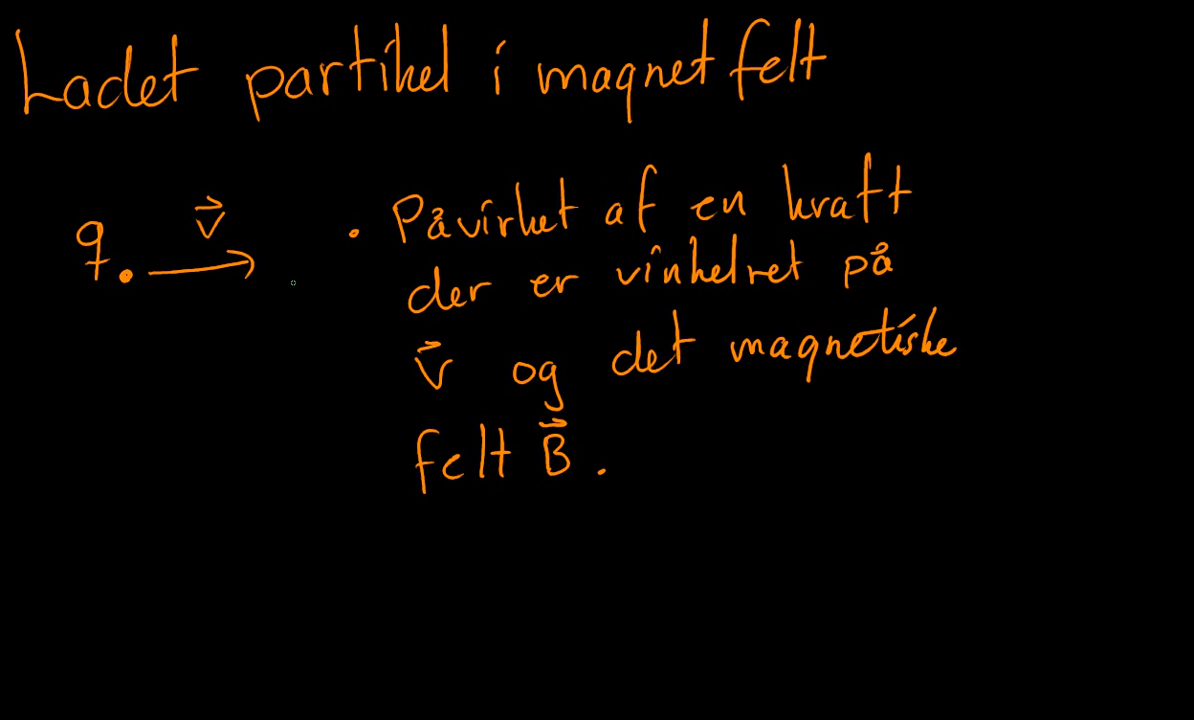 Ladet partikel i magnetfelt
q v⃗
• Påvirket af en kraft
der er vinkelret på
v⃗ og det magnetiske
felt B⃗.